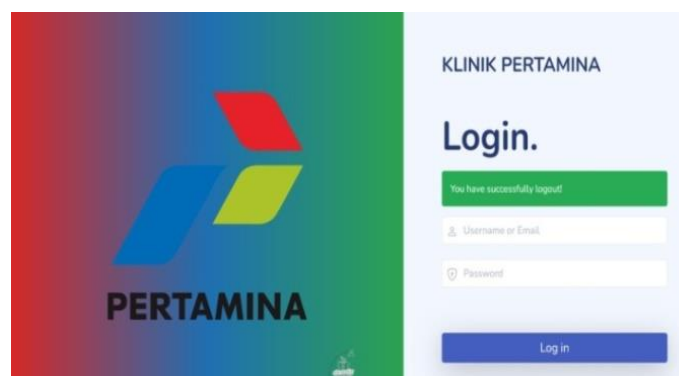 PERTAMINA
KLINIK PERTAMINA
Login.
You have successfully logout!
Username or Email
Password
Log in